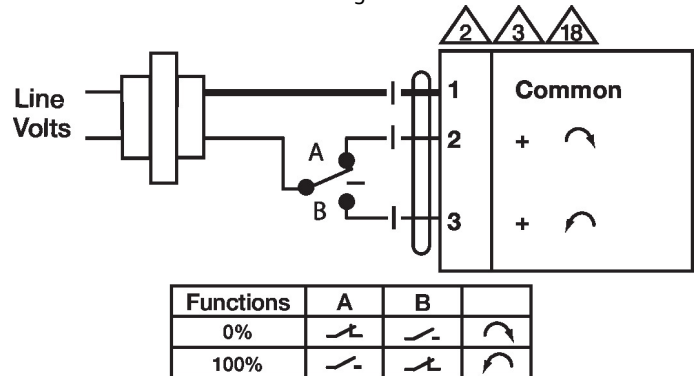 2 3 18
Line
Volts
1 Common
A
2 +
B
3 +
Functions A B
0%
100%